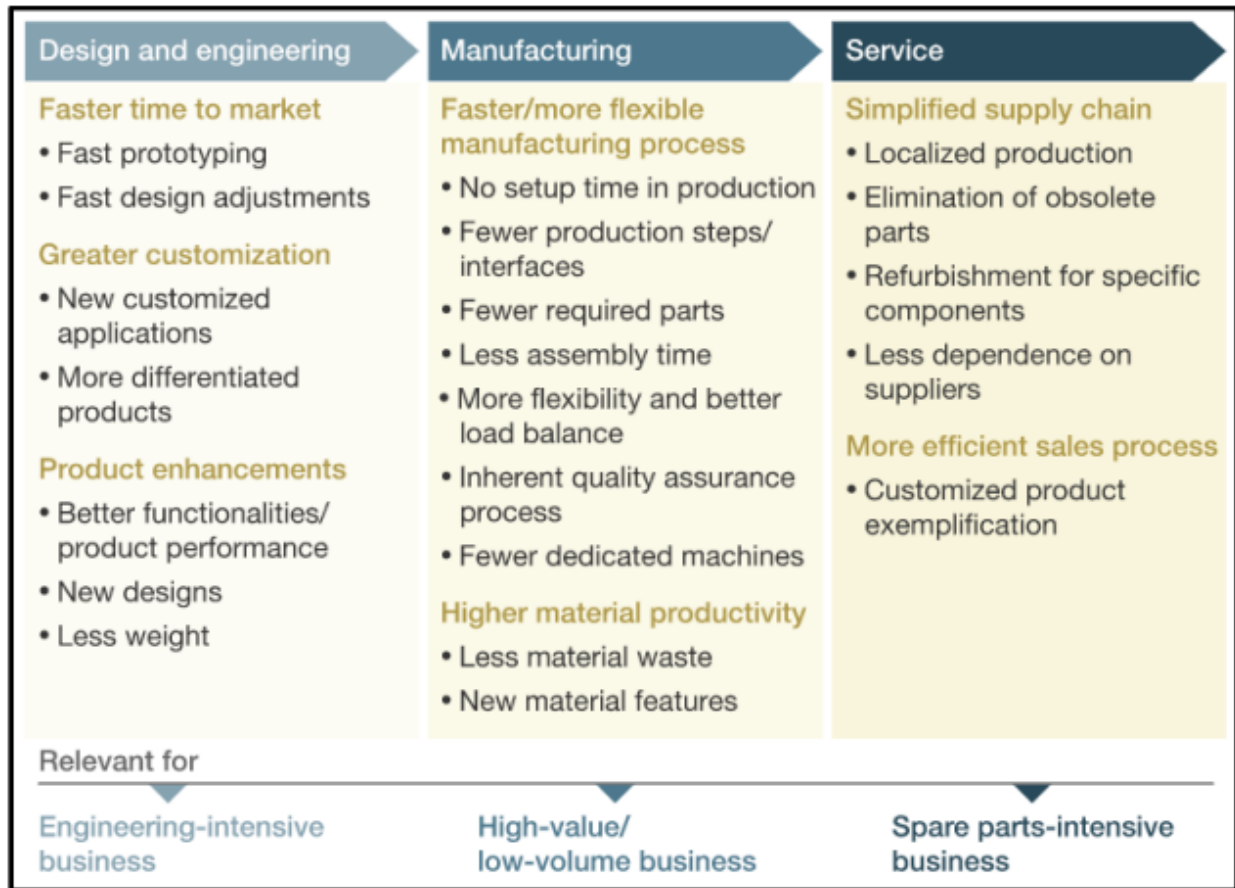 Design and engineering
Faster time to market
• Fast prototyping
• Fast design adjustments
Greater customization
• New customized
applications
• More differentiated
products
Product enhancements
• Better functionalities/
product performance
• New designs
• Less weight
Manufacturing
Faster/more flexible
manufacturing process
• No setup time in production
• Fewer production steps/
interfaces
• Fewer required parts
• Less assembly time
• More flexibility and better
load balance
• Inherent quality assurance
process
• Fewer dedicated machines
Higher material productivity
• Less material waste
• New material features
Service
Simplified supply chain
• Localized production
• Elimination of obsolete
parts
• Refurbishment for specific
components
• Less dependence on
suppliers
More efficient sales process
• Customized product
exemplification
Relevant for
Engineering-intensive
business
High-value/
low-volume business
Spare parts-intensive
business